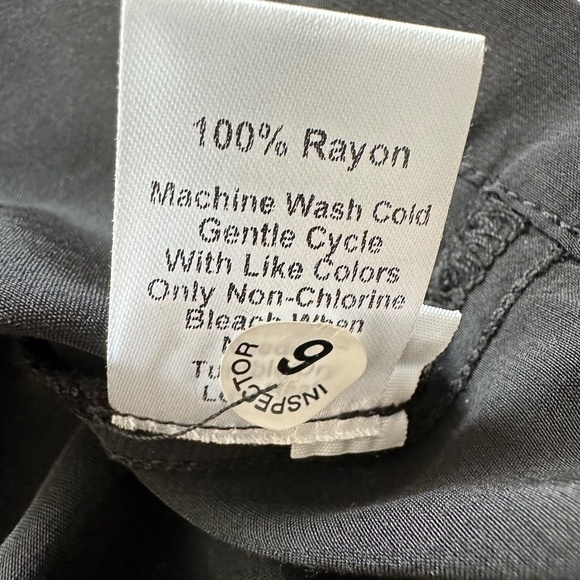 100% Rayon
Machine Wash Cold
Gentle Cycle
With Like Colors
Only Non-Chlorine
Bleach When
INSPECTOR